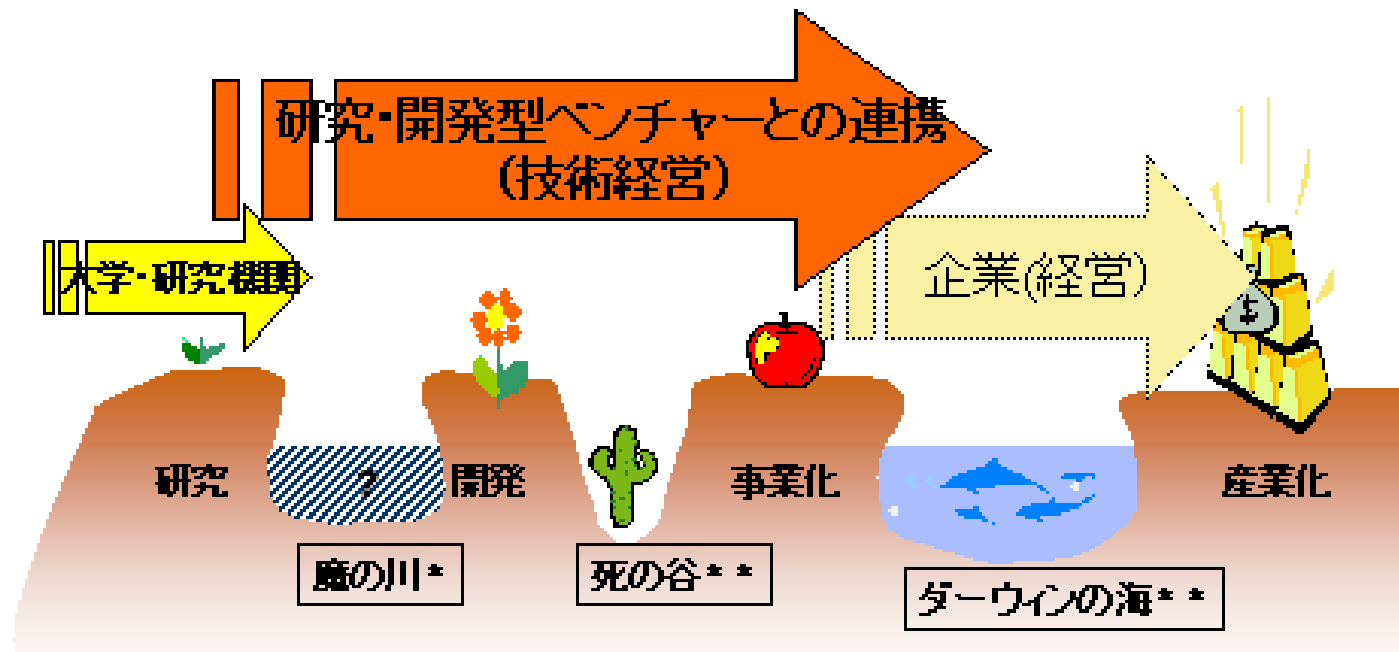 研究・開発型ベンチャーとの連携
(技術経営)
大学・研究機関
企業(経営)
$
研究
?
開発
事業化
産業化
魔の川*
死の谷**
ダーウィンの海**